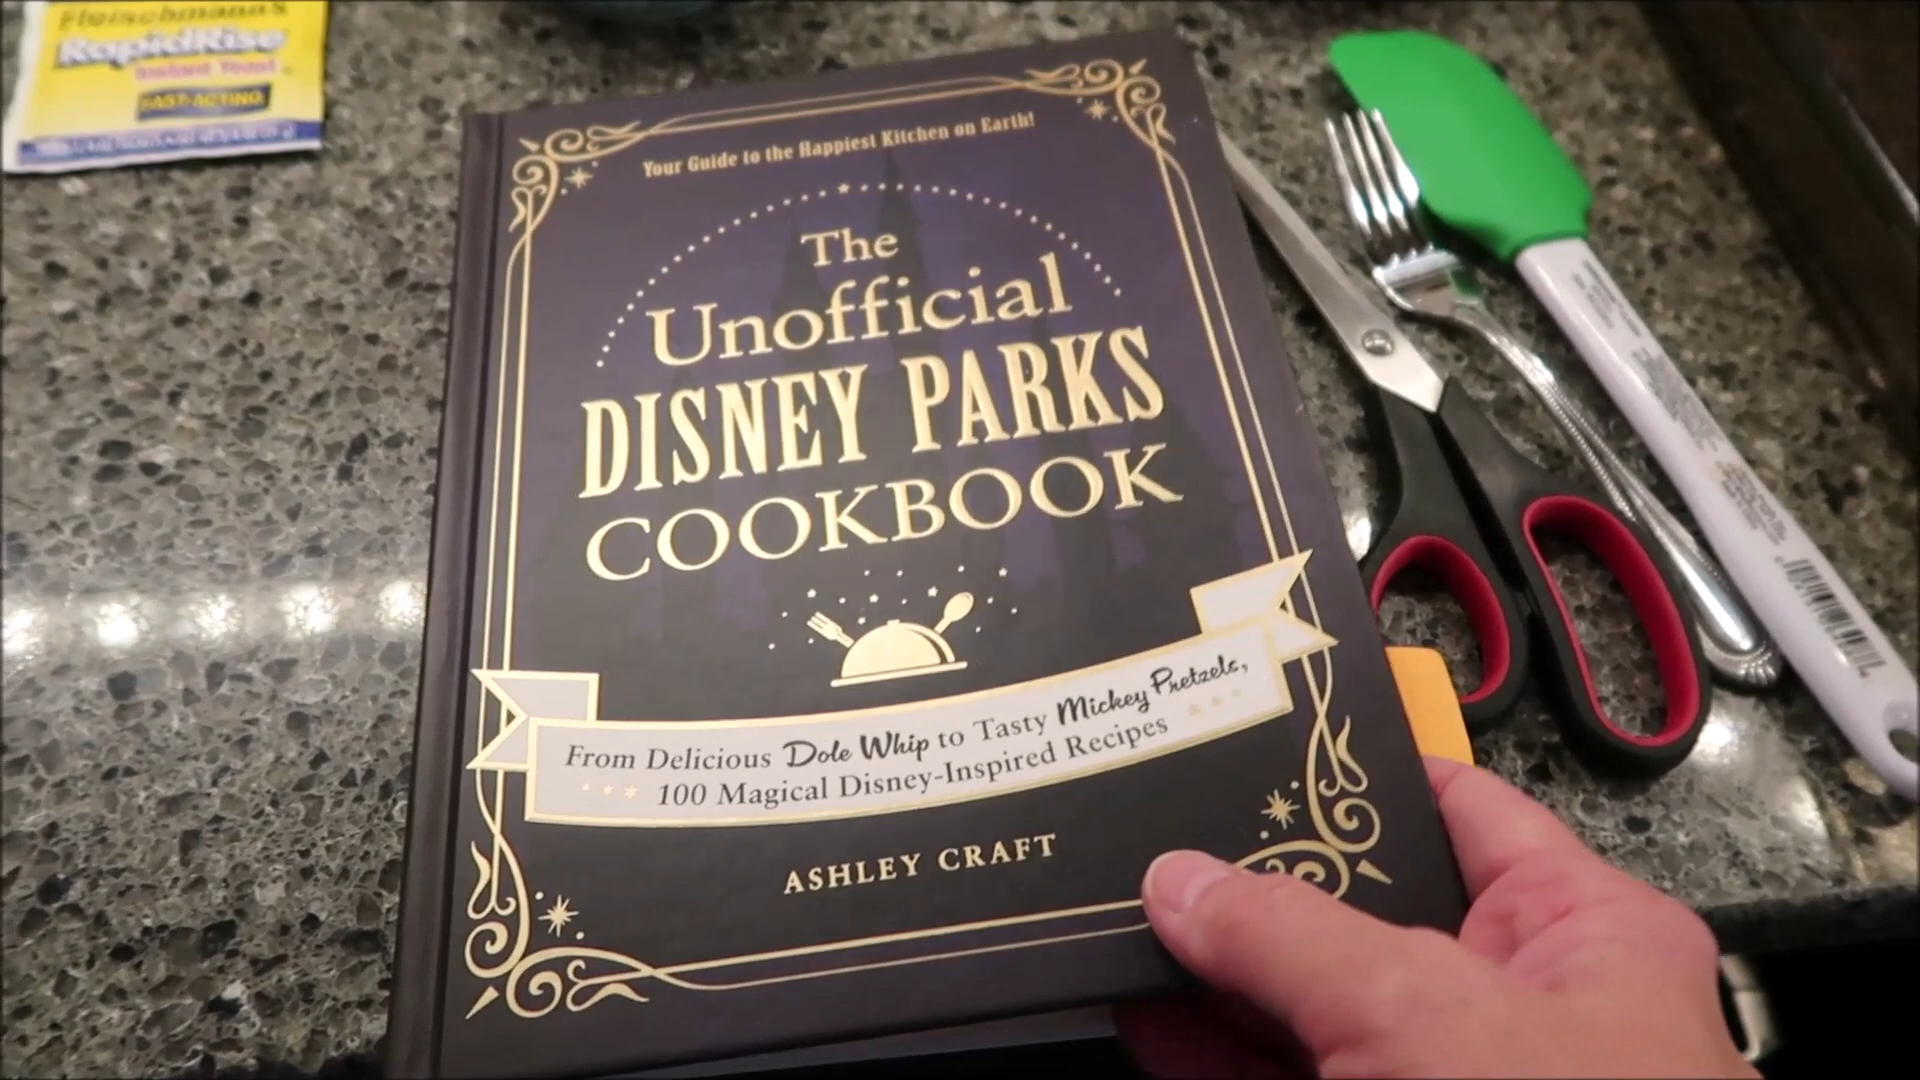 Fleischmann's
RapidRise
Instant Yeast
FAST-ACTING
Your Guide to the Happiest Kitchen on Earth!
The
Unofficial
DISNEY PARKS
COOKBOOK
From Delicious Dole Whip to Tasty Mickey Pretzels,
100 Magical Disney-Inspired Recipes
ASHLEY CRAFT